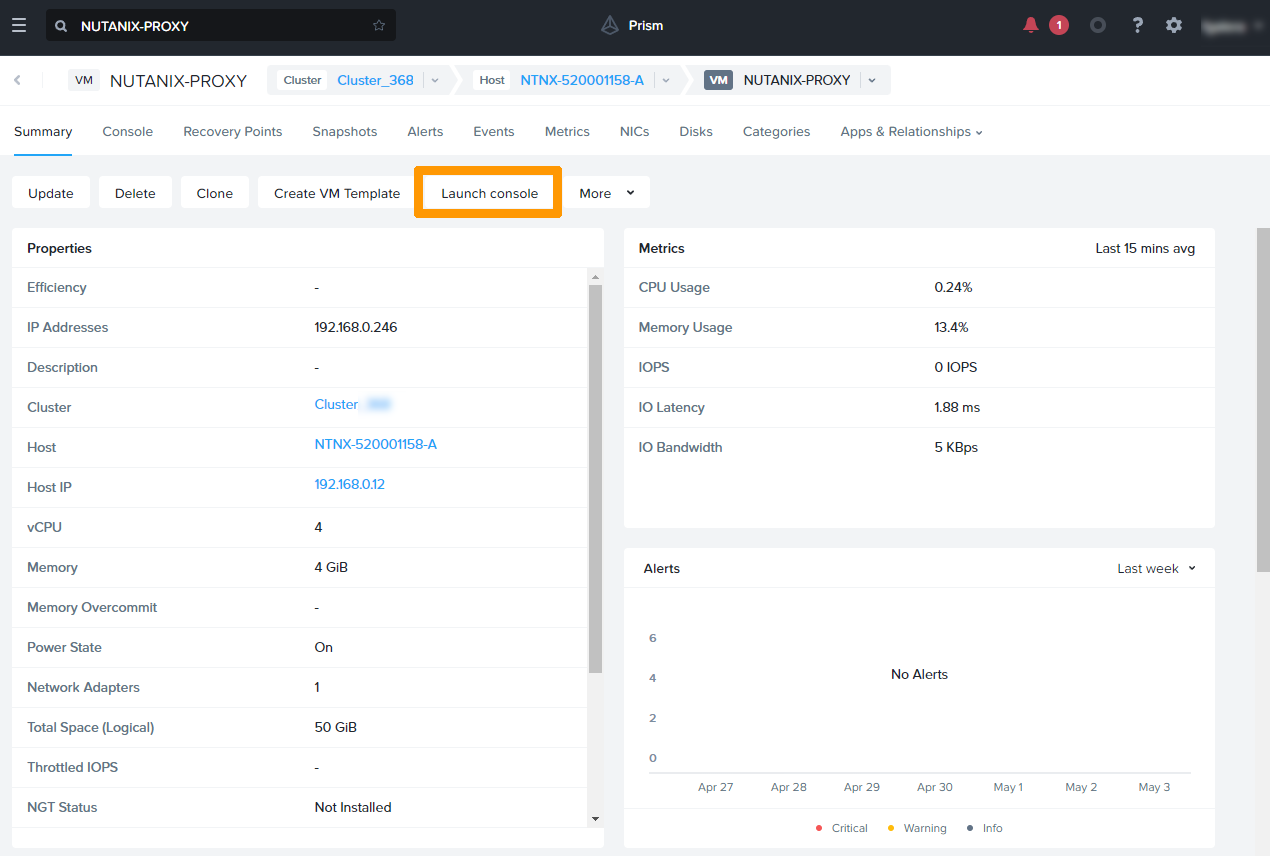 NUTANIX-PROXY
Prism
1
?
VM NUTANIX-PROXY Cluster Cluster_368 Host NTNX-520001158-A VM NUTANIX-PROXY
Summary Console Recovery Points Snapshots Alerts Events Metrics NICs Disks Categories Apps & Relationships
Update Delete Clone Create VM Template Launch console More
Properties
Efficiency -
IP Addresses 192.168.0.246
Description -
Cluster Cluster
Host NTNX-520001158-A
Host IP 192.168.0.12
vCPU 4
Memory 4 GiB
Memory Overcommit -
Power State On
Network Adapters 1
Total Space (Logical) 50 GiB
Throttled IOPS -
NGT Status Not Installed
Metrics Last 15 mins avg
CPU Usage 0.24%
Memory Usage 13.4%
IOPS 0 IOPS
IO Latency 1.88 ms
IO Bandwidth 5 KBps
Alerts Last week
6
4
2
0
No Alerts
Apr 27 Apr 28 Apr 29 Apr 30 May 1 May 2 May 3
Critical Warning Info